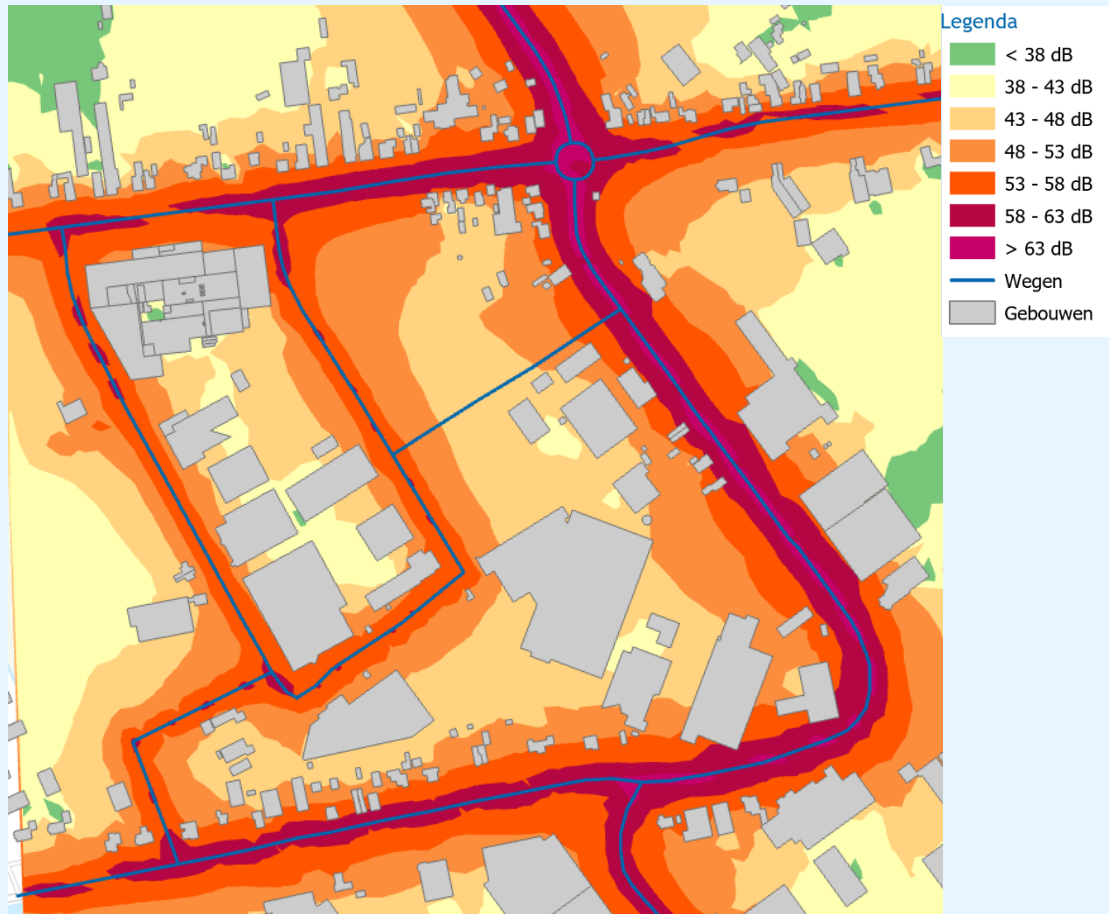 Legenda
< 38 dB
38 - 43 dB
43 - 48 dB
48 - 53 dB
53 - 58 dB
58 - 63 dB
> 63 dB
Wegen
Gebouwen